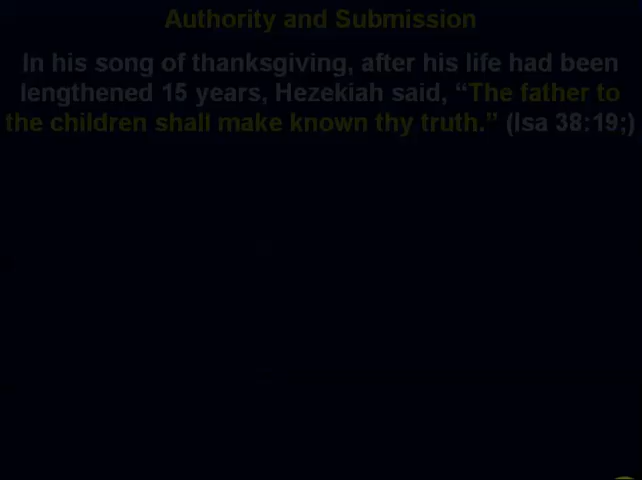 Authority and Submission
In his song of thanksgiving, after his life had been
lengthened 15 years, Hezekiah said, “The father to
the children shall make known thy truth.” (Isa 38:19;)